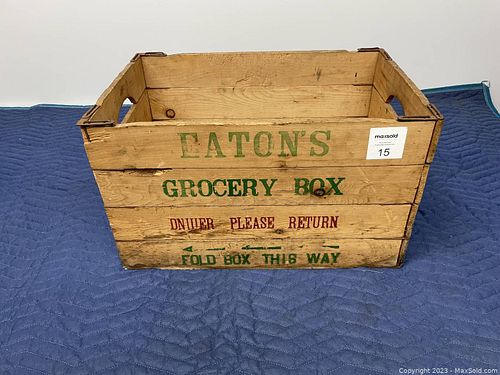 EATON'S
maxsold
15
GROCERY BOX
DRIVER PLEASE RETURN
FOLD BOX THIS WAY
Copyright 2023 - MaxSold.com